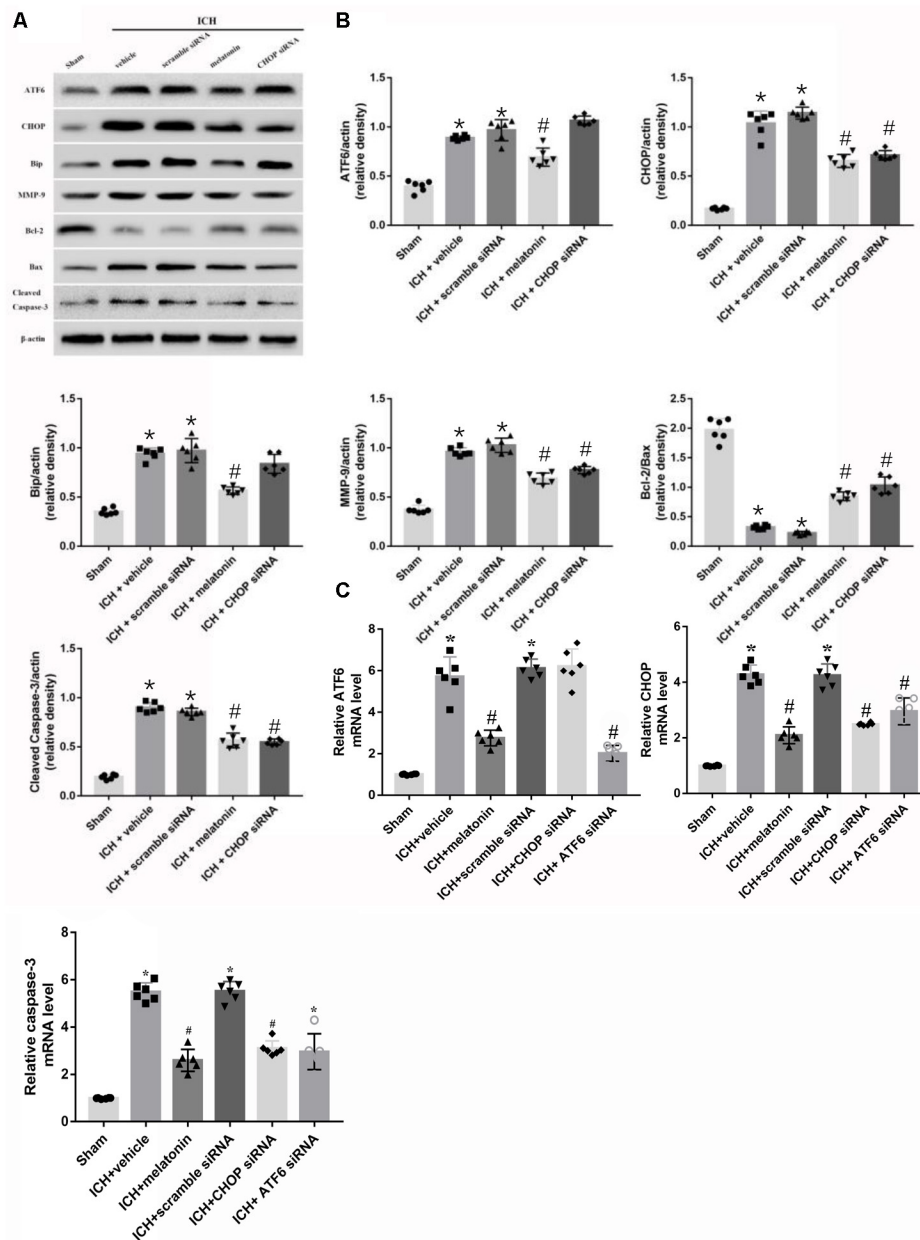 A
ICH
Sham
vehicle
scramble siRNA
melatonin
CHOP siRNA
ATF6
CHOP
Bip
MMP-9
Bcl-2
Bax
Cleaved
Caspase-3
β-actin
B
ATF6/actin
(relative density)
1.5
1.0
0.5
0.0
*
*
#
Sham
ICH + vehicle
ICH + scramble siRNA
ICH + melatonin
ICH + CHOP siRNA
CHOP/actin
(relative density)
1.5
1.0
0.5
0.0
*
*
#
#
Sham
ICH + vehicle
ICH + scramble siRNA
ICH + melatonin
ICH + CHOP siRNA
Bip/actin
(relative density)
1.5
1.0
0.5
0.0
*
*
#
Sham
ICH + vehicle
ICH + scramble siRNA
ICH + melatonin
ICH + CHOP siRNA
MMP-9/actin
(relative density)
1.5
1.0
0.5
0.0
*
*
#
#
Sham
ICH + vehicle
ICH + scramble siRNA
ICH + melatonin
ICH + CHOP siRNA
Bcl-2/Bax
(relative density)
2.5
2.0
1.5
1.0
0.5
0.0
*
*
#
#
Sham
ICH + vehicle
ICH + scramble siRNA
ICH + melatonin
ICH + CHOP siRNA
Cleaved Caspase-3/actin
(relative density)
1.5
1.0
0.5
0.0
*
*
#
#
Sham
ICH + vehicle
ICH + scramble siRNA
ICH + melatonin
ICH + CHOP siRNA
C
Relative ATF6
mRNA level
8
6
4
2
0
*
#
*
#
Sham
ICH+vehicle
ICH+melatonin
ICH+scramble siRNA
ICH+CHOP siRNA
ICH+ ATF6 siRNA
Relative CHOP
mRNA level
6
4
2
0
*
#
*
#
#
Sham
ICH+vehicle
ICH+melatonin
ICH+scramble siRNA
ICH+CHOP siRNA
ICH+ ATF6 siRNA
Relative caspase-3
mRNA level
8
6
4
2
0
*
#
*
#
*
Sham
ICH+vehicle
ICH+melatonin
ICH+scramble siRNA
ICH+CHOP siRNA
ICH+ ATF6 siRNA